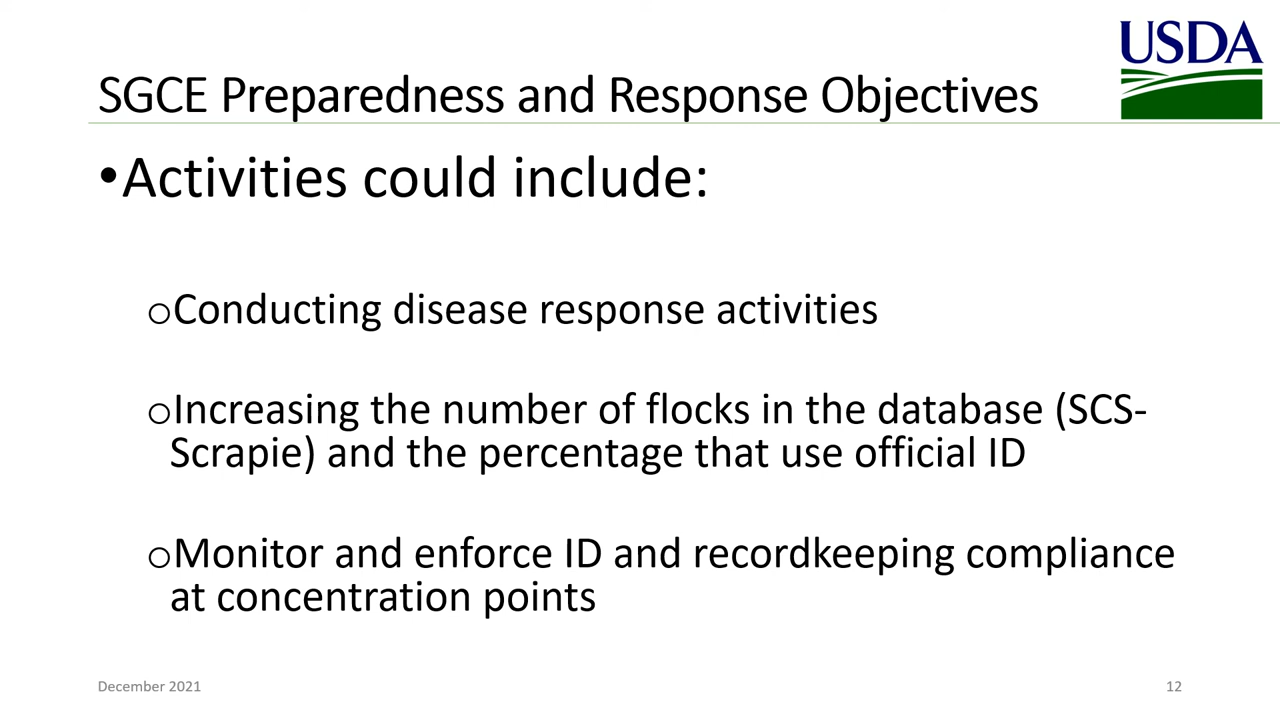 USDA
SGCE Preparedness and Response Objectives
•Activities could include:
oConducting disease response activities
oIncreasing the number of flocks in the database (SCS-
Scrapie) and the percentage that use official ID
oMonitor and enforce ID and recordkeeping compliance
at concentration points
December 2021
12